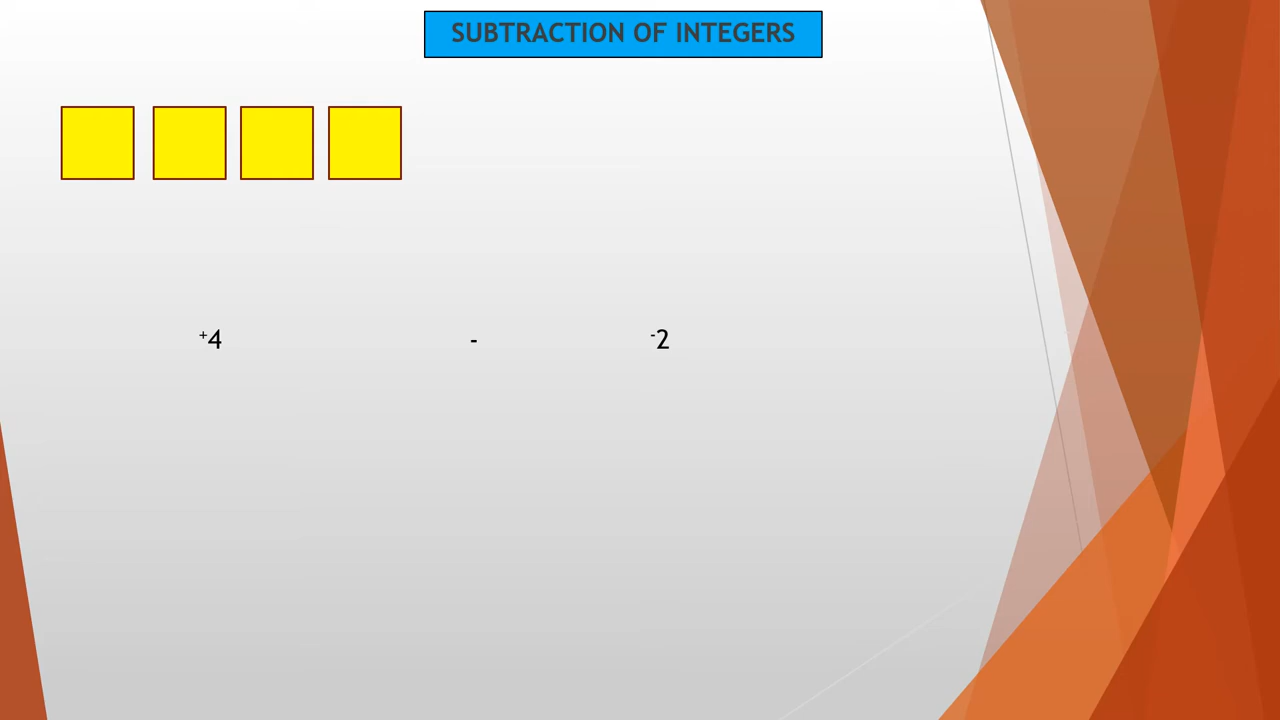 SUBTRACTION OF INTEGERS
⁺4 - ⁻2